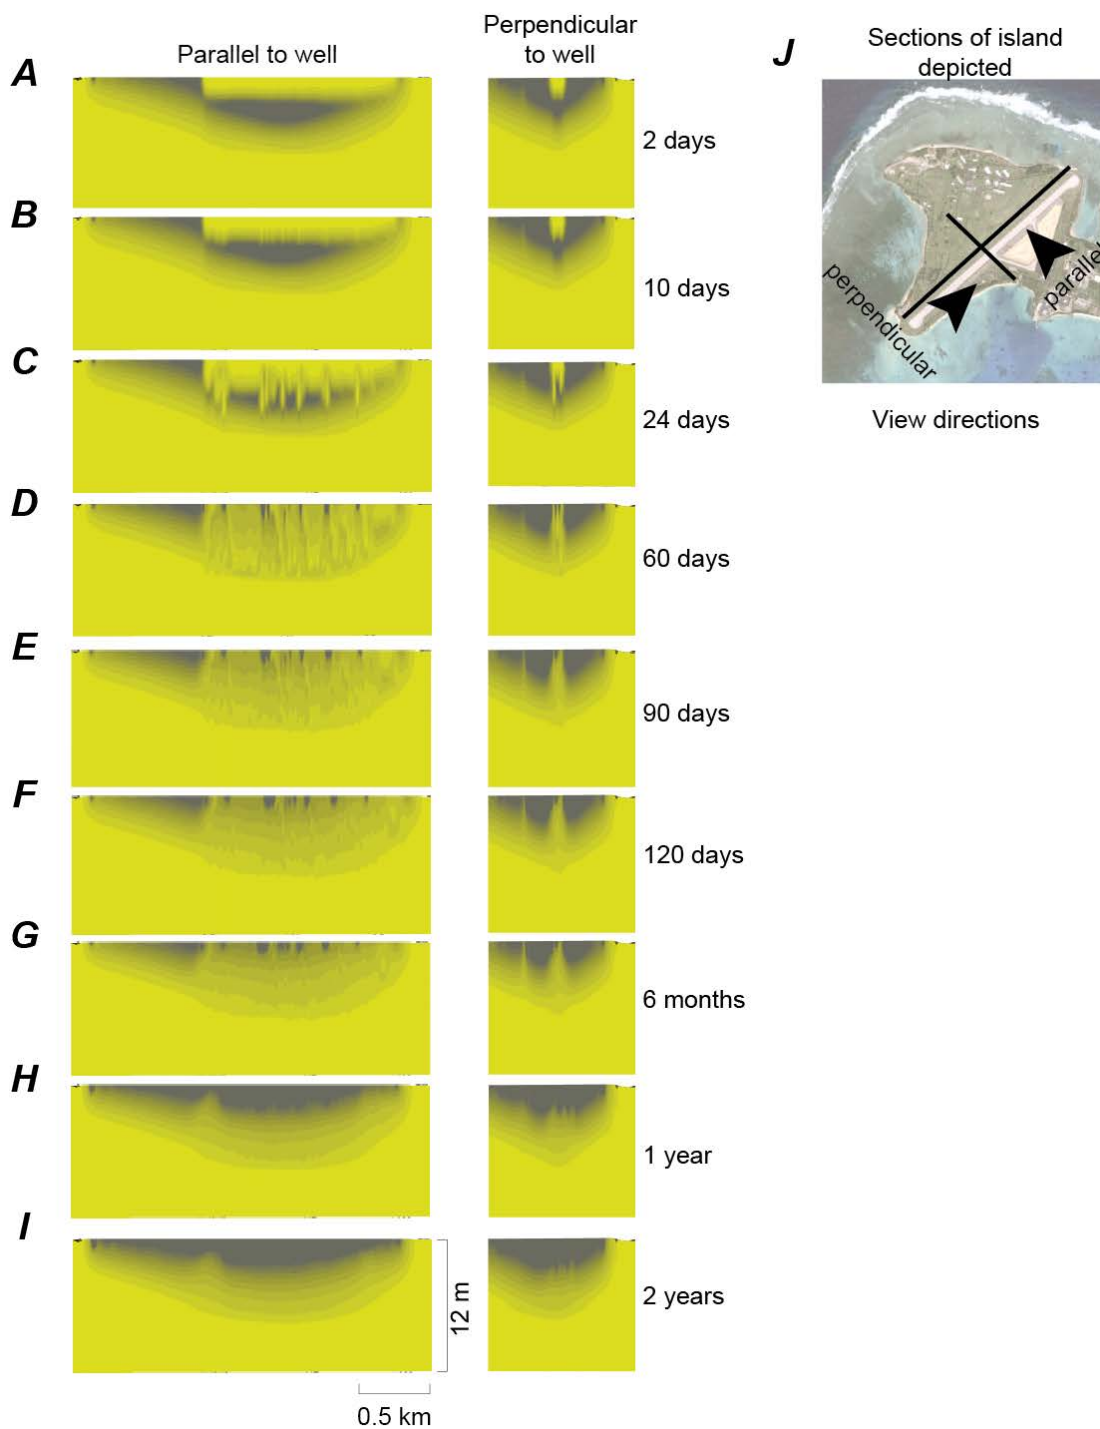 Parallel to well
Perpendicular
to well
A
2 days
B
10 days
C
24 days
D
60 days
E
90 days
F
120 days
G
6 months
H
1 year
I
2 years
12 m
0.5 km
J
Sections of island
depicted
perpendicular
parallel
View directions